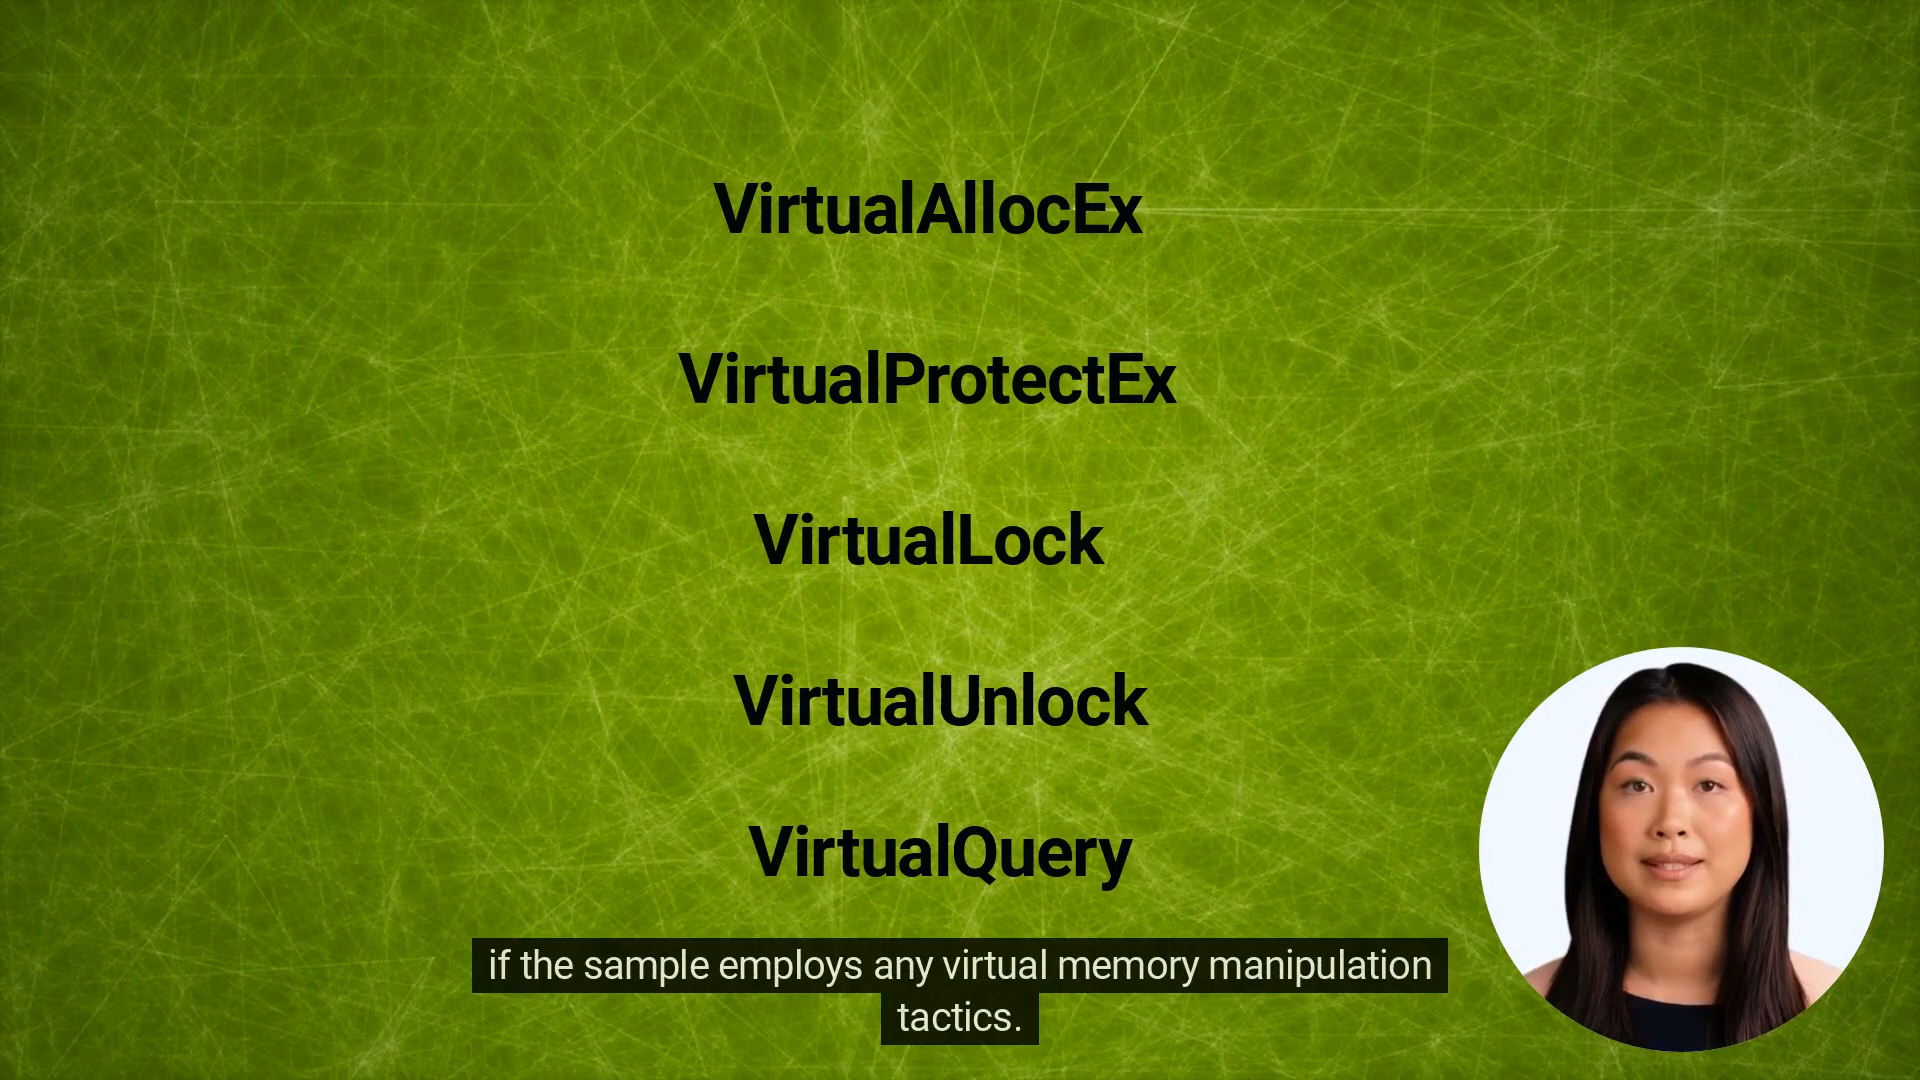 VirtualAllocEx
VirtualProtectEx
VirtualLock
VirtualUnlock
VirtualQuery
if the sample employs any virtual memory manipulation
tactics.